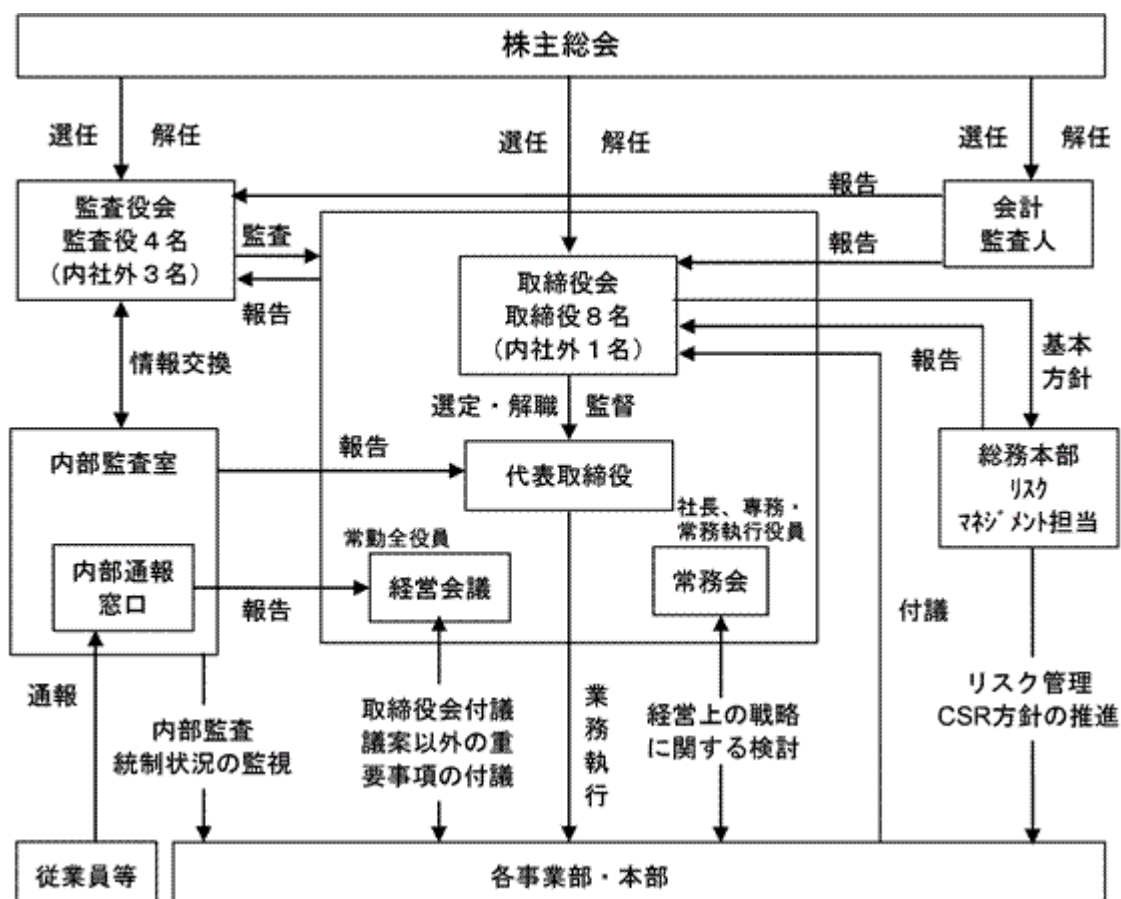 株主総会
選任
解任
選任
解任
選任
解任
監査役会
監査役4名
（内社外3名）
監査
報告
報告
報告
会計
監査人
取締役会
取締役8名
（内社外1名）
基本
方針
報告
情報交換
選定・解職
監督
内部監査室
報告
代表取締役
総務本部
ﾘｽｸ
ﾏﾈｼﾞﾒﾝﾄ担当
社長、専務・
常務執行役員
常勤全役員
内部通報
窓口
報告
経営会議
常務会
付議
通報
内部監査
統制状況の監視
取締役会付議
議案以外の重
要事項の付議
業務執行
経営上の戦略
に関する検討
リスク管理
CSR方針の推進
従業員等
各事業部・本部